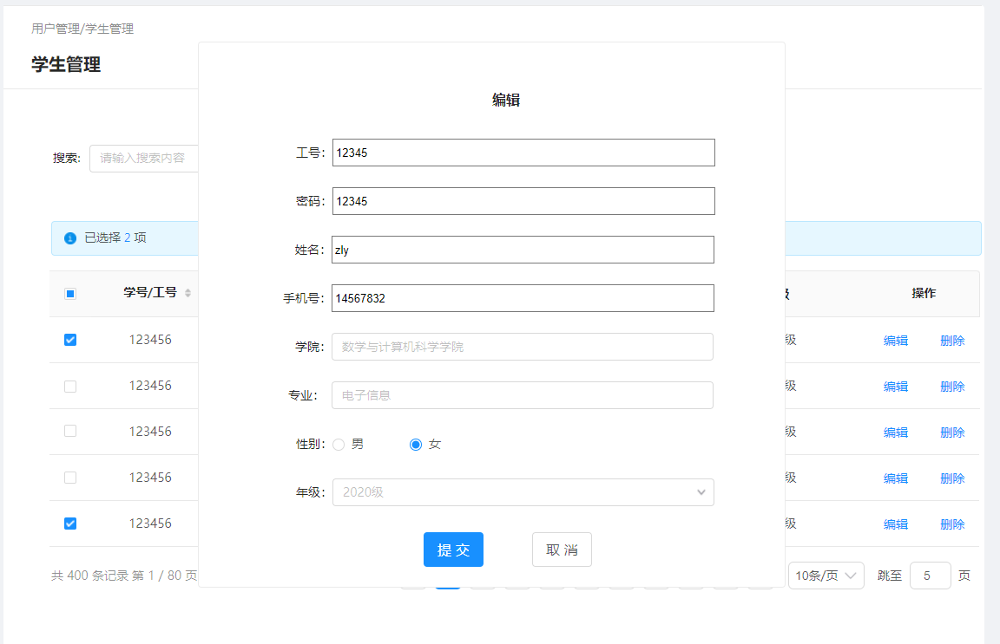 用户管理/学生管理
学生管理
编辑
搜索: 请输入搜索内容
工号: 12345
密码: 12345
姓名: zly
手机号: 14567832
学院: 数学与计算机科学学院
专业: 电子信息
性别: 男 女
年级: 2020级
提 交 取 消
已选择 2 项
学号/工号 操作
123456 级 编辑 删除
123456 级 编辑 删除
123456 级 编辑 删除
123456 级 编辑 删除
123456 级 编辑 删除
共 400 条记录 第 1 / 80 页 10条/页 跳至 5 页